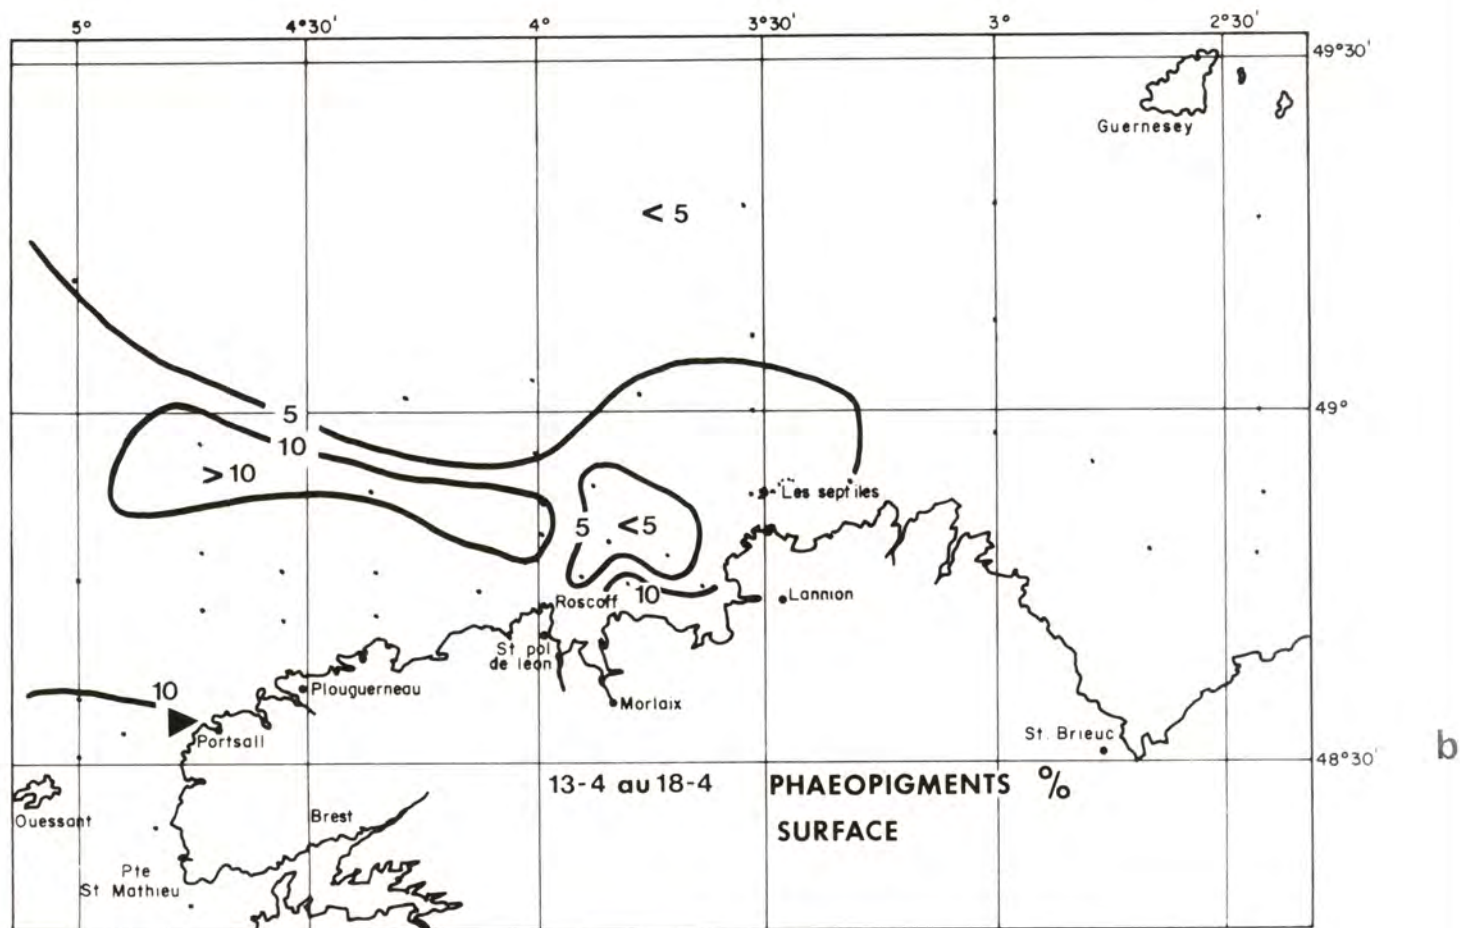 5° 4°30' 4° 3°30' 3° 2°30'
49°30'
Guernesey
< 5
5
49°
10
>10
Les sept iles
5 <5
10
Roscoff
Lannion
St pol
de léon
10
Plouguerneau
Morlaix
Portsall
St. Brieuc
b
48°30'
13-4 au 18-4 PHAEOPIGMENTS %
SURFACE
Ouessant
Brest
Pte
St Mathieu